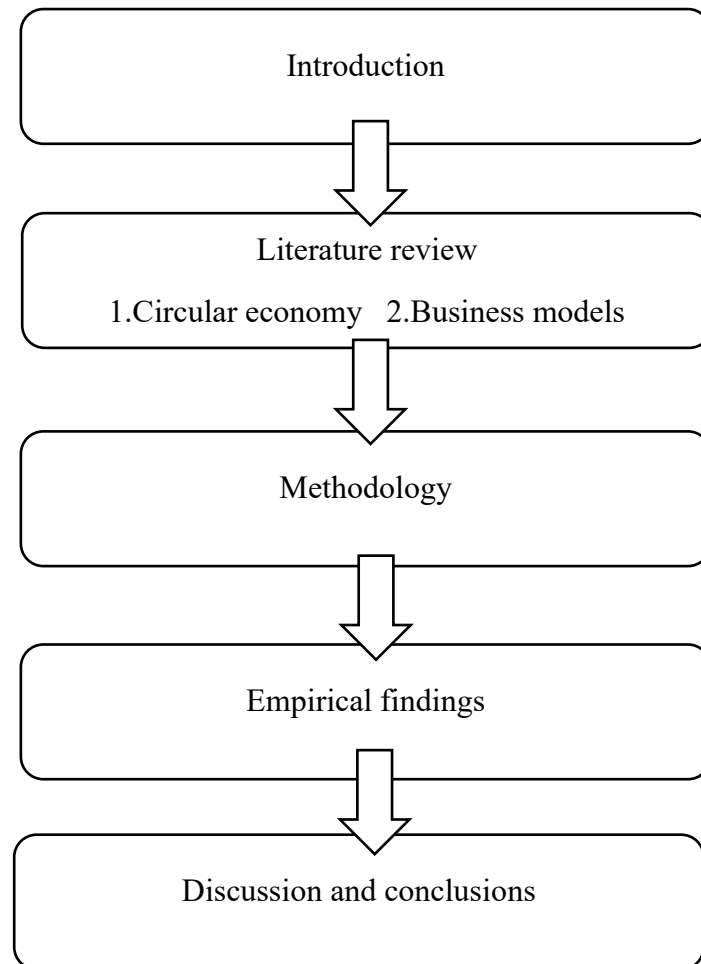 Introduction
Literature review
1.Circular economy 2.Business models
Methodology
Empirical findings
Discussion and conclusions